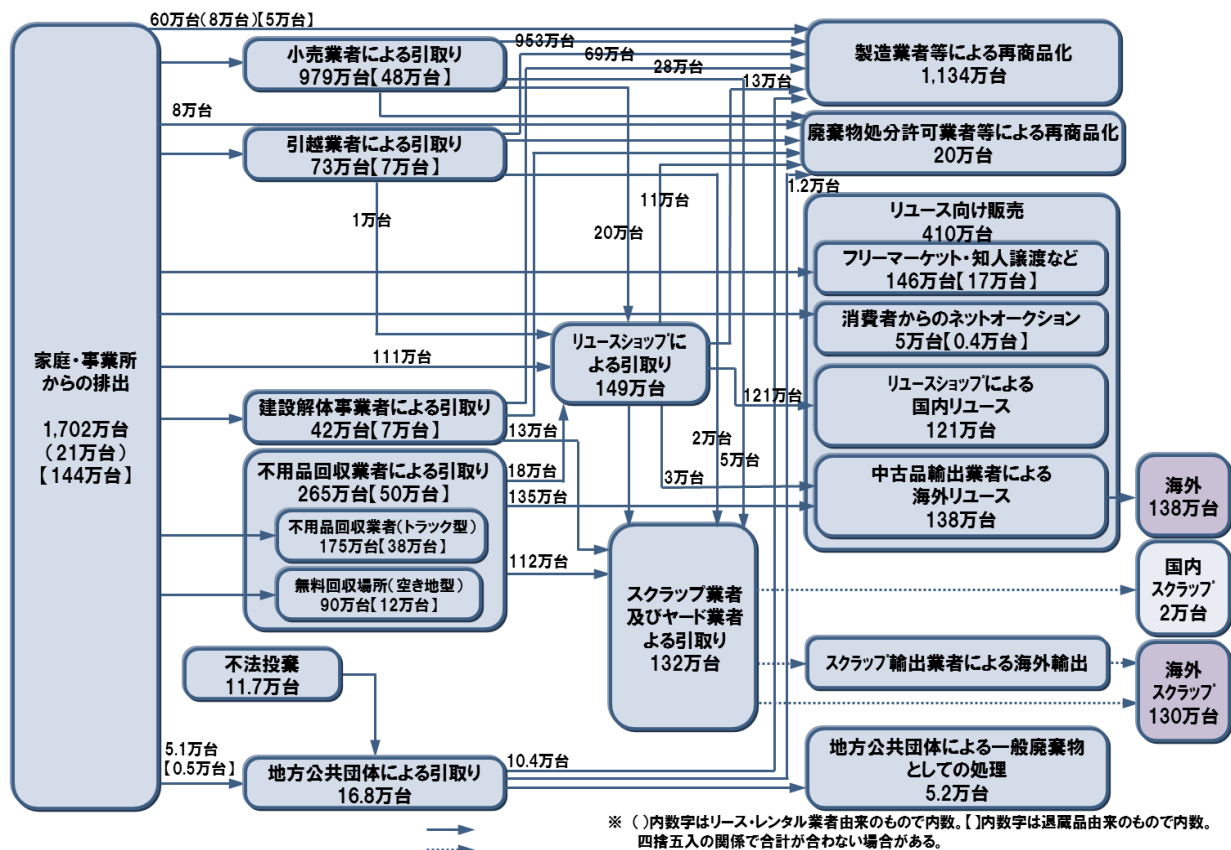 60万台(8万台)【5万台】
小売業者による引取り
979万台【48万台】
953万台
69万台
28万台
13万台
製造業者等による再商品化
1,134万台
8万台
引越業者による引取り
73万台【7万台】
廃棄物処分許可業者等による再商品化
20万台
1万台
20万台
11万台
1.2万台
リユース向け販売
410万台
フリーマーケット・知人譲渡など
146万台【17万台】
消費者からのネットオークション
5万台【0.4万台】
家庭・事業所
からの排出
1,702万台
(21万台)
【144万台】
111万台
リユースショップに
よる引取り
149万台
121万台
リユースショップによる
国内リユース
121万台
建設解体事業者による引取り
42万台【7万台】
13万台
2万台
5万台
3万台
不用品回収業者による引取り
265万台【50万台】
18万台
135万台
中古品輸出業者による
海外リユース
138万台
海外
138万台
不用品回収業者(トラック型)
175万台【38万台】
無料回収場所(空き地型)
90万台【12万台】
112万台
スクラップ業者
及びヤード業者
よる引取り
132万台
国内
スクラップ
2万台
不法投棄
11.7万台
スクラップ輸出業者による海外輸出
海外
スクラップ
130万台
5.1万台
【0.5万台】
地方公共団体による引取り
16.8万台
10.4万台
地方公共団体による一般廃棄物
としての処理
5.2万台
※ ( )内数字はリース・レンタル業者由来のもので内数。【 】内数字は退蔵品由来のもので内数。
四捨五入の関係で合計が合わない場合がある。